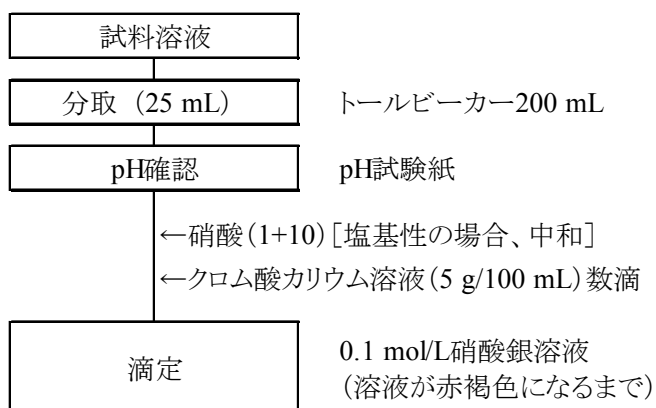 試料溶液
分取 (25 mL) トールビーカー200 mL
pH確認 pH試験紙
←硝酸(1+10)[塩基性の場合、中和]
←クロム酸カリウム溶液(5 g/100 mL)数滴
滴定 0.1 mol/L硝酸銀溶液
(溶液が赤褐色になるまで)